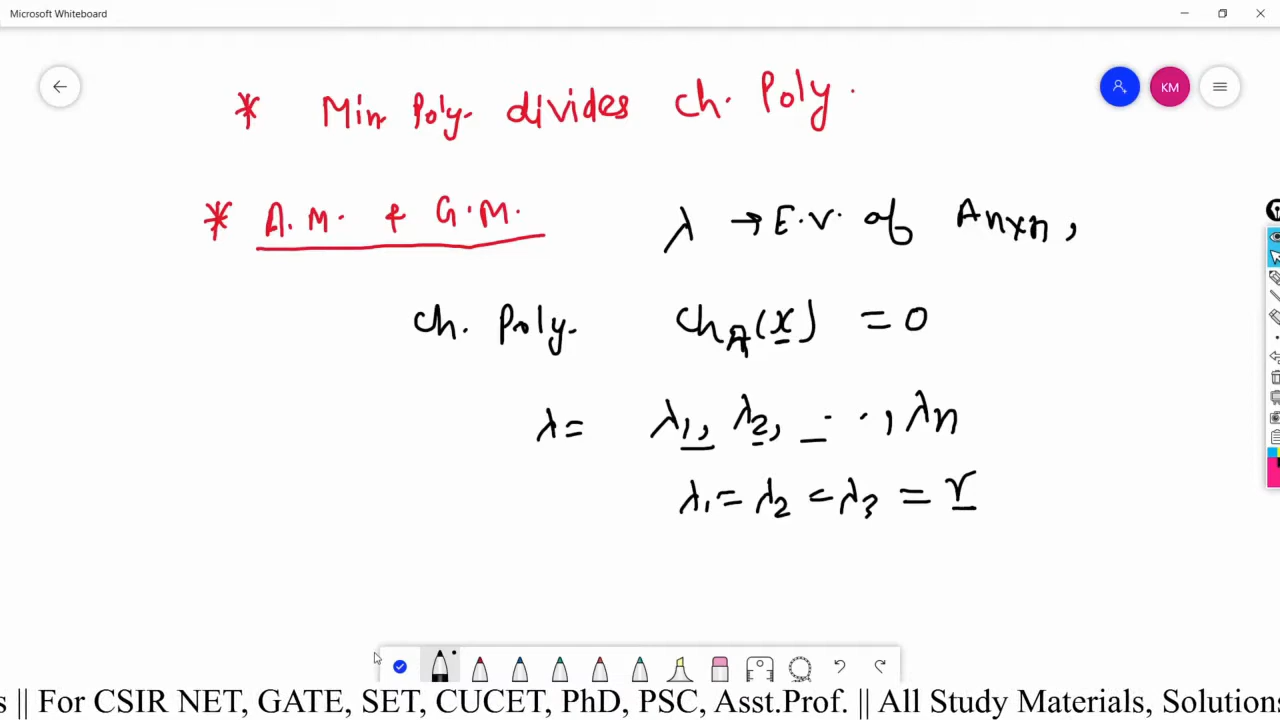 Microsoft Whiteboard
KM
* Min Poly. divides ch. Poly.
* A.M. & G.M. λ → E.V. of Anxn,
ch. Poly. chA(x) = 0
λ = λ1, λ2, - - -, λn
λ1 = λ2 = λ3 = r
s || For CSIR NET, GATE, SET, CUCET, PhD, PSC, Asst.Prof. || All Study Materials, Solutions